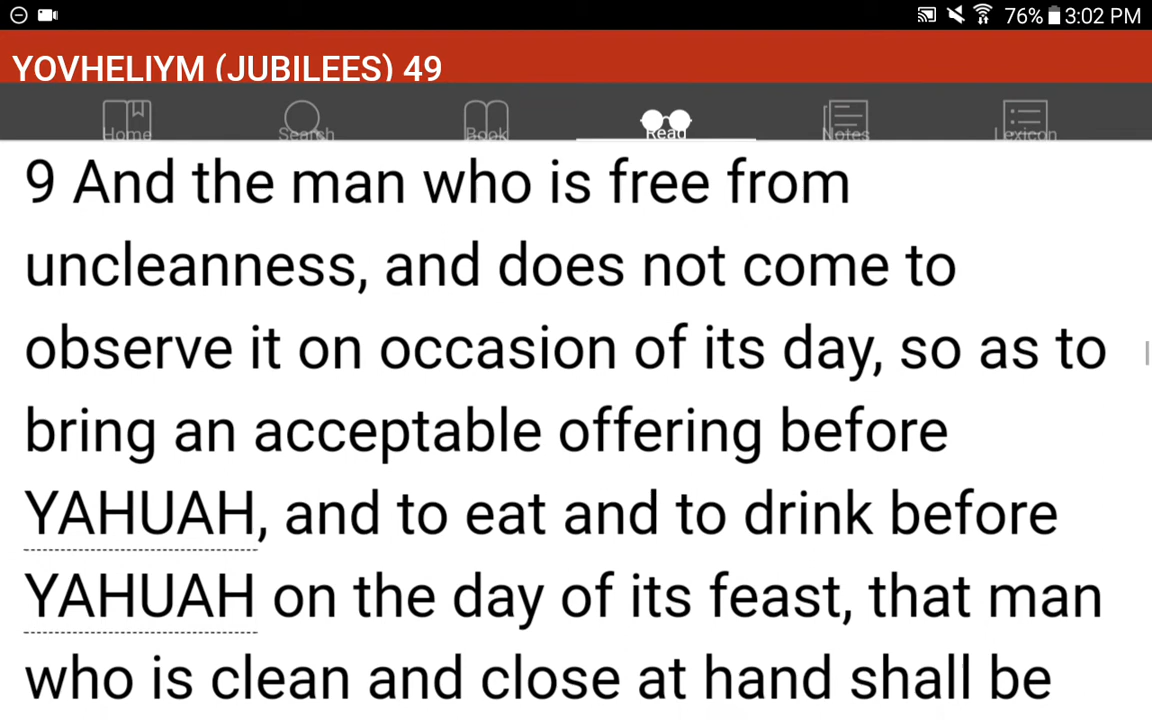 76% 3:02 PM
YOVHELIYM (JUBILEES) 49
Home Search Book Read Notes Lexicon
9 And the man who is free from
uncleanness, and does not come to
observe it on occasion of its day, so as to
bring an acceptable offering before
YAHUAH, and to eat and to drink before
YAHUAH on the day of its feast, that man
who is clean and close at hand shall be